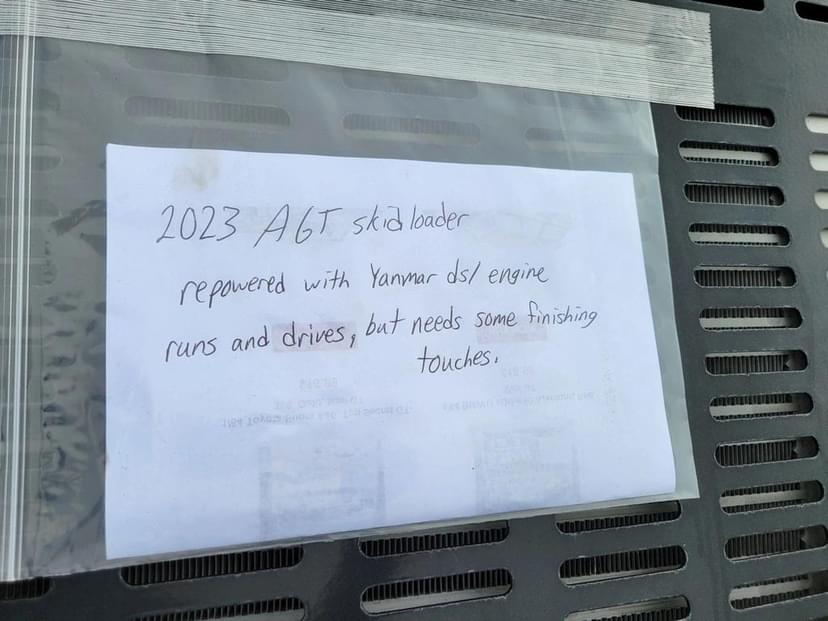 2023 AGT skid loader
repowered with Yanmar dsl engine
runs and drives, but needs some finishing
touches.